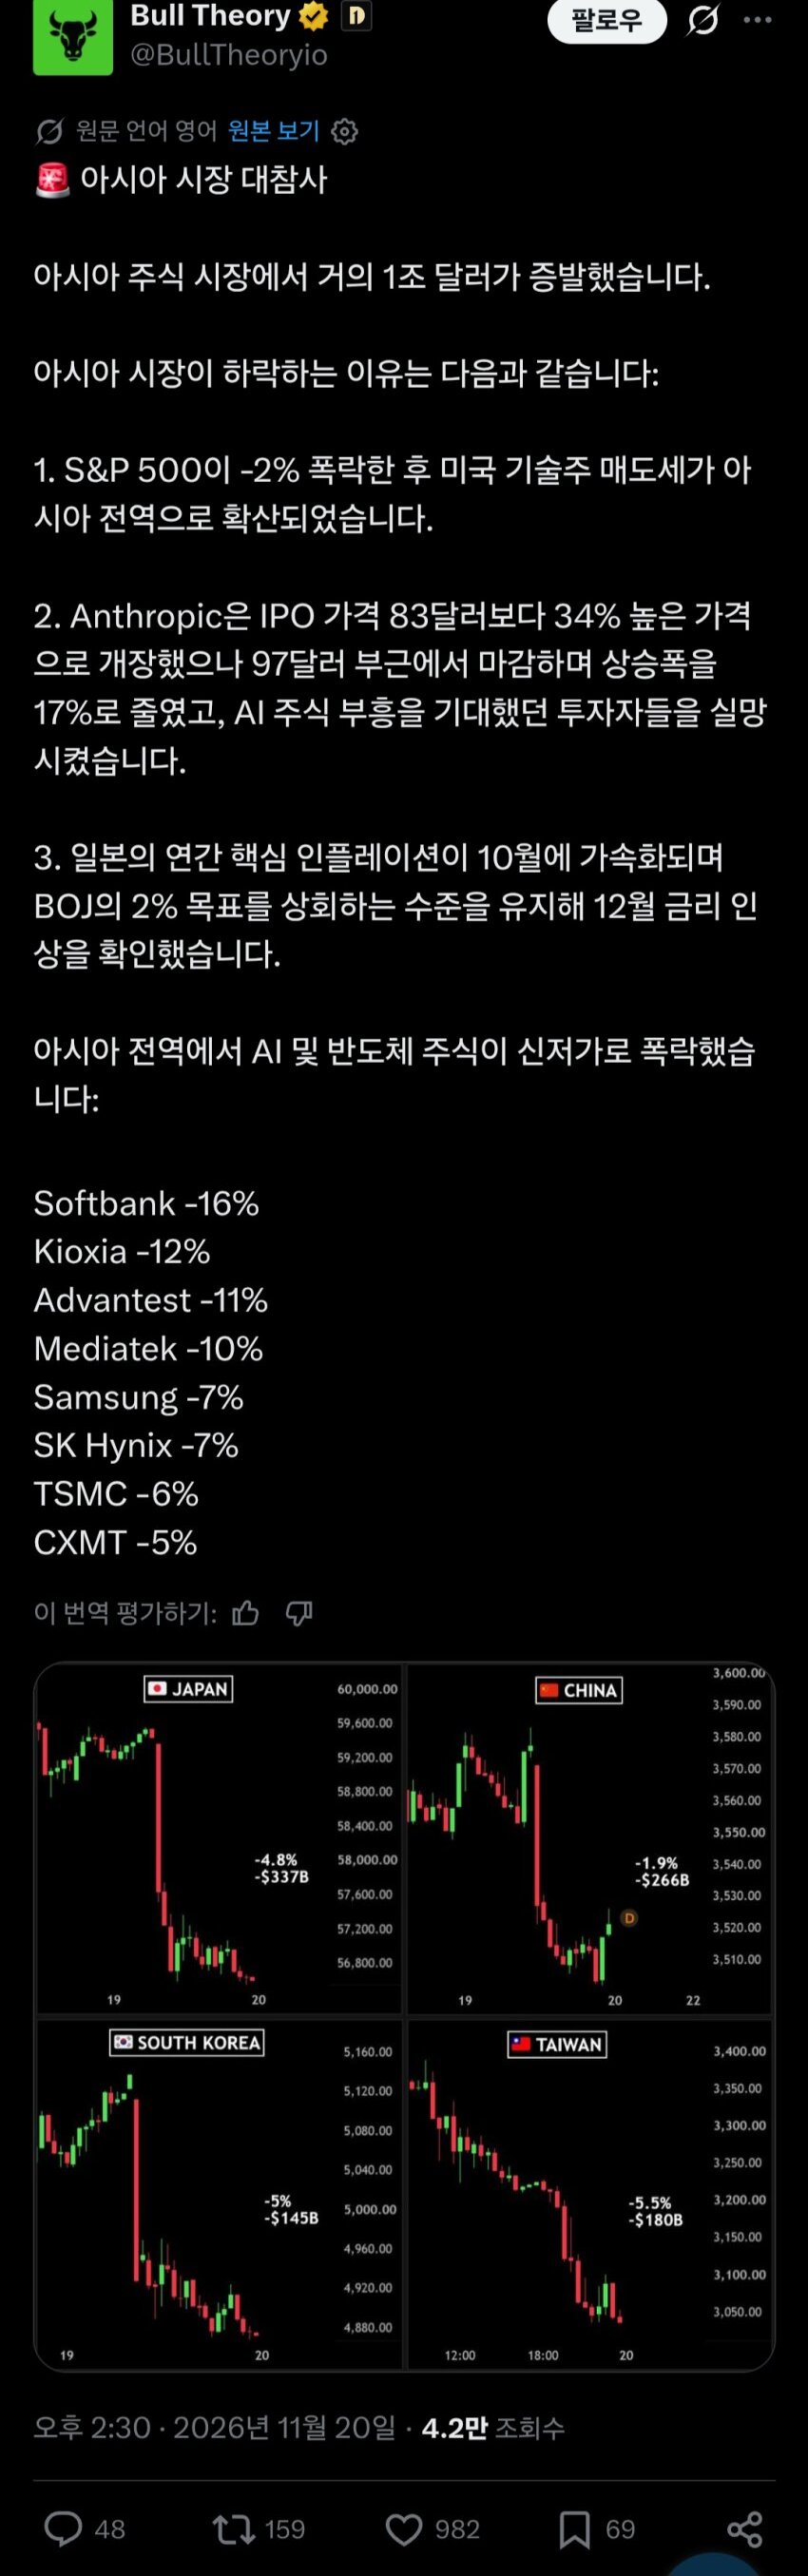 Bull Theory D 팔로우
@BullTheoryio
원문 언어 영어 원본 보기
아시아 시장 대참사
아시아 주식 시장에서 거의 1조 달러가 증발했습니다.
아시아 시장이 하락하는 이유는 다음과 같습니다:
1. S&P 500이 -2% 폭락한 후 미국 기술주 매도세가 아
시아 전역으로 확산되었습니다.
2. Anthropic은 IPO 가격 83달러보다 34% 높은 가격
으로 개장했으나 97달러 부근에서 마감하며 상승폭을
17%로 줄였고, AI 주식 부흥을 기대했던 투자자들을 실망
시켰습니다.
3. 일본의 연간 핵심 인플레이션이 10월에 가속화되며
BOJ의 2% 목표를 상회하는 수준을 유지해 12월 금리 인
상을 확인했습니다.
아시아 전역에서 AI 및 반도체 주식이 신저가로 폭락했습
니다:
Softbank -16%
Kioxia -12%
Advantest -11%
Mediatek -10%
Samsung -7%
SK Hynix -7%
TSMC -6%
CXMT -5%
이 번역 평가하기:
JAPAN
60,000.00
59,600.00
59,200.00
58,800.00
58,400.00
58,000.00
57,600.00
57,200.00
56,800.00
-4.8%
-$337B
19 20
CHINA
3,600.00
3,590.00
3,580.00
3,570.00
3,560.00
3,550.00
3,540.00
3,530.00
3,520.00
3,510.00
-1.9%
-$266B
D
19 20 22
SOUTH KOREA
5,160.00
5,120.00
5,080.00
5,040.00
5,000.00
4,960.00
4,920.00
4,880.00
-5%
-$145B
19 20
TAIWAN
3,400.00
3,350.00
3,300.00
3,250.00
3,200.00
3,150.00
3,100.00
3,050.00
-5.5%
-$180B
12:00 18:00 20
오후 2:30 · 2026년 11월 20일 · 4.2만 조회수
48 159 982 69